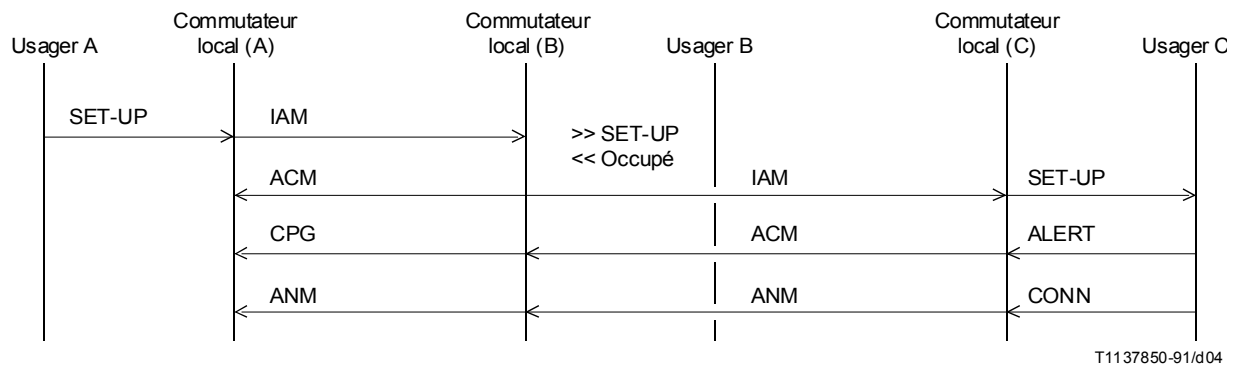 Commutateur Commutateur Commutateur
Usager A local (A) local (B) Usager B local (C) Usager C
SET-UP IAM
>> SET-UP
<< Occupé
ACM IAM SET-UP
CPG ACM ALERT
ANM ANM CONN
T1137850-91/d04